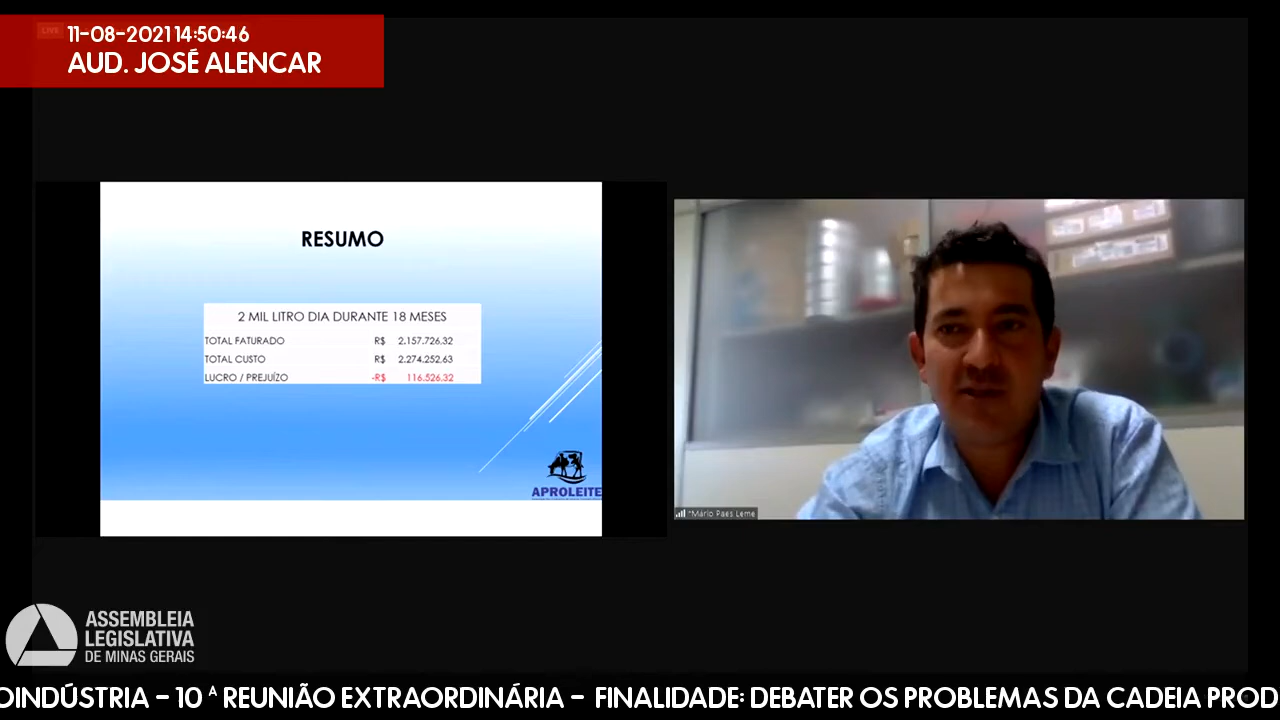 LIVE
11-08-2021 14:50:46
AUD. JOSÉ ALENCAR
RESUMO
2 MIL LITRO DIA DURANTE 18 MESES
TOTAL FATURADO R$ 2.157.726,32
TOTAL CUSTO R$ 2.274.252,63
LUCRO / PREJUÍZO -R$ 116.526,32
APROLEITE
*Mário Paes Leme
ASSEMBLEIA
LEGISLATIVA
DE MINAS GERAIS
OINDÚSTRIA - 10 ª REUNIÃO EXTRAORDINÁRIA - FINALIDADE: DEBATER OS PROBLEMAS DA CADEIA PROD